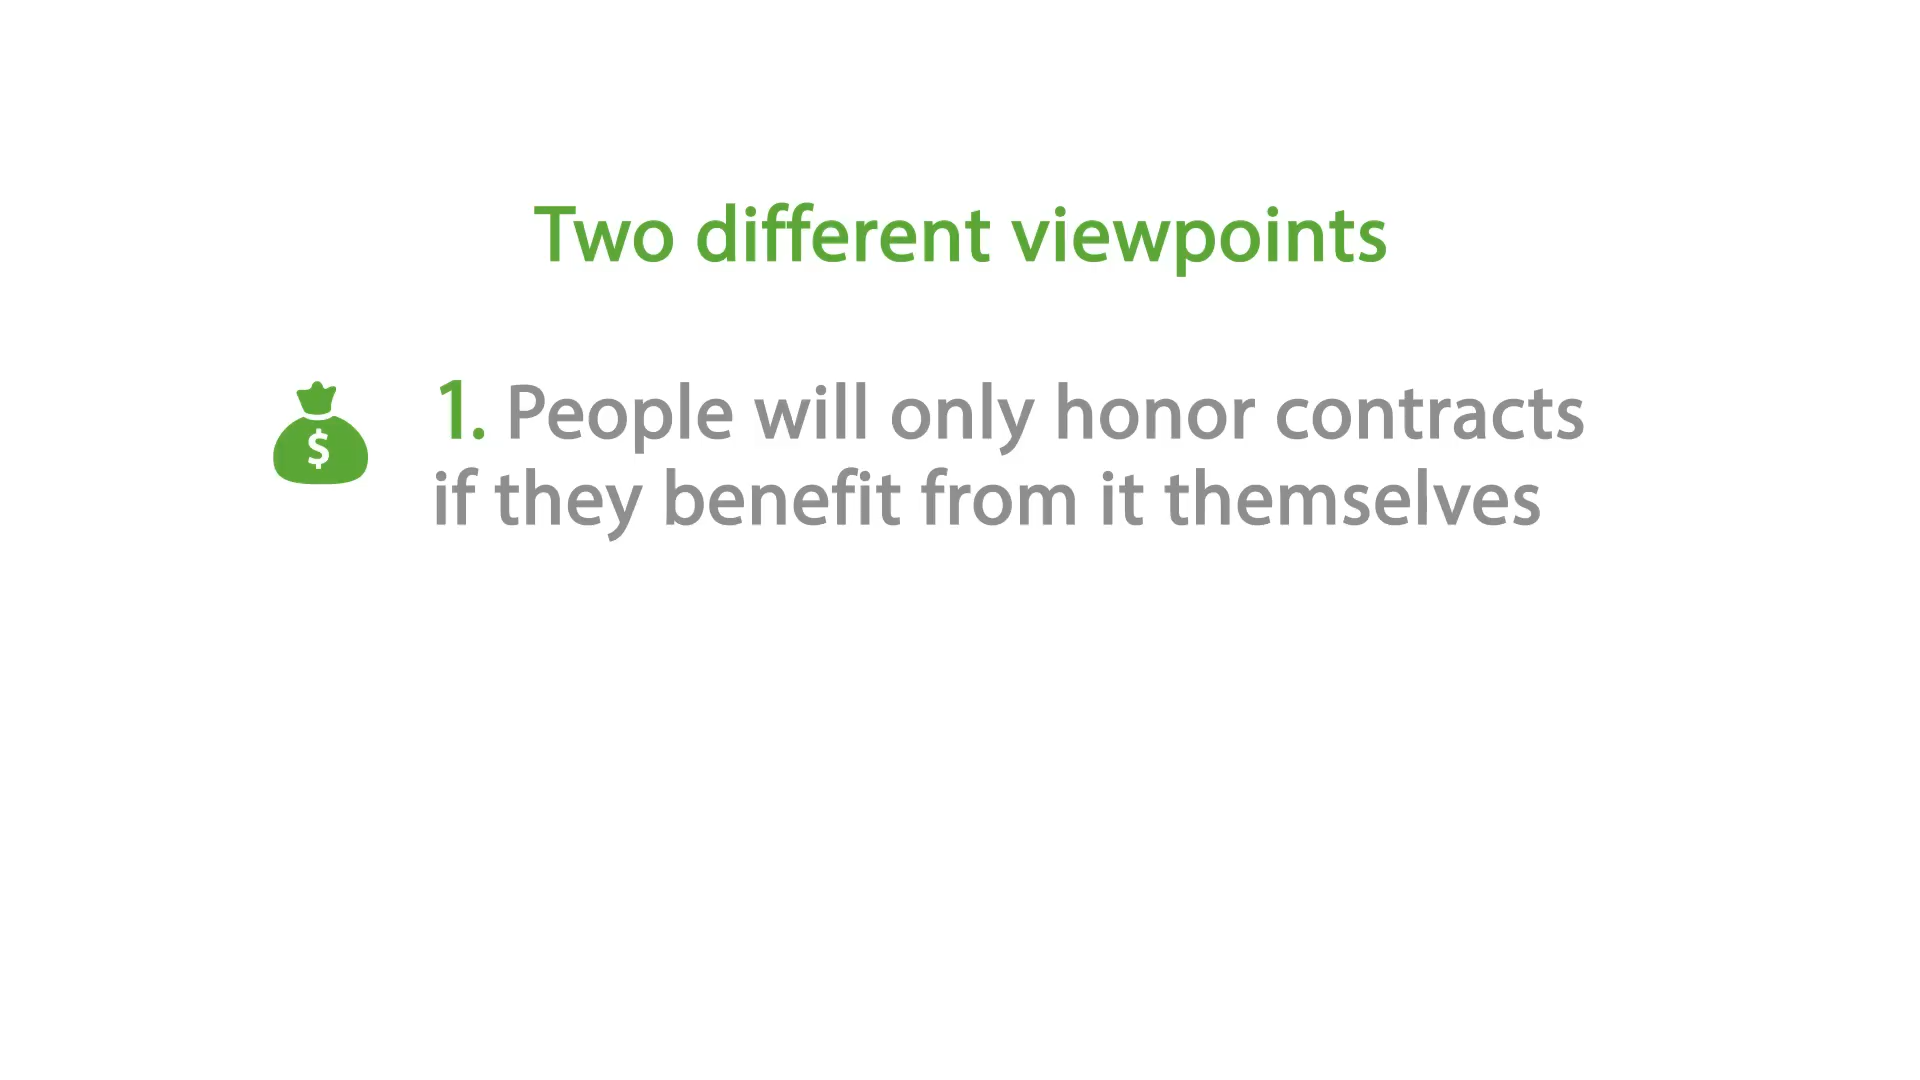 Two different viewpoints
$
1. People will only honor contracts
if they benefit from it themselves